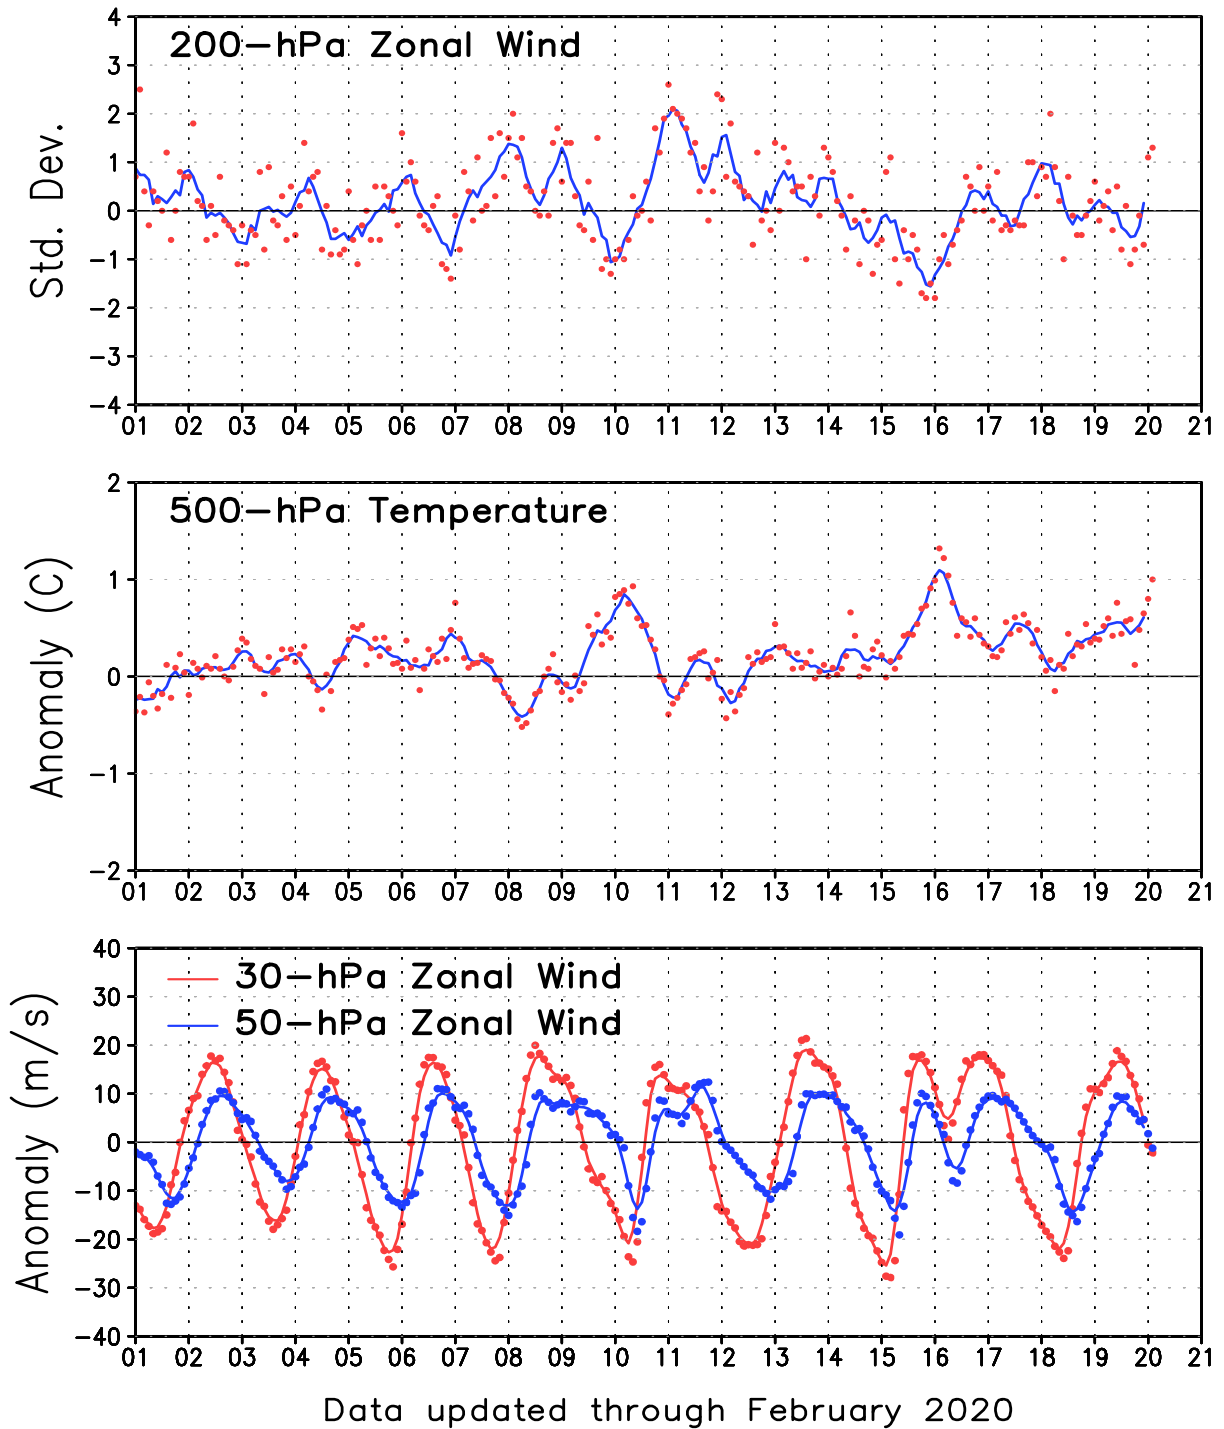 200-hPa Zonal Wind
Std. Dev.
4
3
2
1
0
-1
-2
-3
-4
01 02 03 04 05 06 07 08 09 10 11 12 13 14 15 16 17 18 19 20 21
500-hPa Temperature
Anomaly (C)
2
1
0
-1
-2
01 02 03 04 05 06 07 08 09 10 11 12 13 14 15 16 17 18 19 20 21
30-hPa Zonal Wind
50-hPa Zonal Wind
Anomaly (m/s)
40
30
20
10
0
-10
-20
-30
-40
01 02 03 04 05 06 07 08 09 10 11 12 13 14 15 16 17 18 19 20 21
Data updated through February 2020